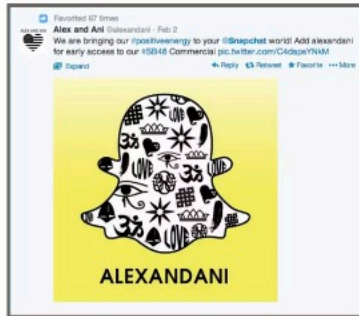 Favorited 67 times
Alex and Ani @alexandani · Feb 2
We are bringing our #positiveenergy to your @Snapchat world! Add alexandani
for early access to our #SB48 Commercial pic.twitter.com/C4dspaYNkM
Expand Reply Retweet Favorite More
LOVE
LOVE
ॐ
LOVE
ॐ
LOVE
ALEXANDANI